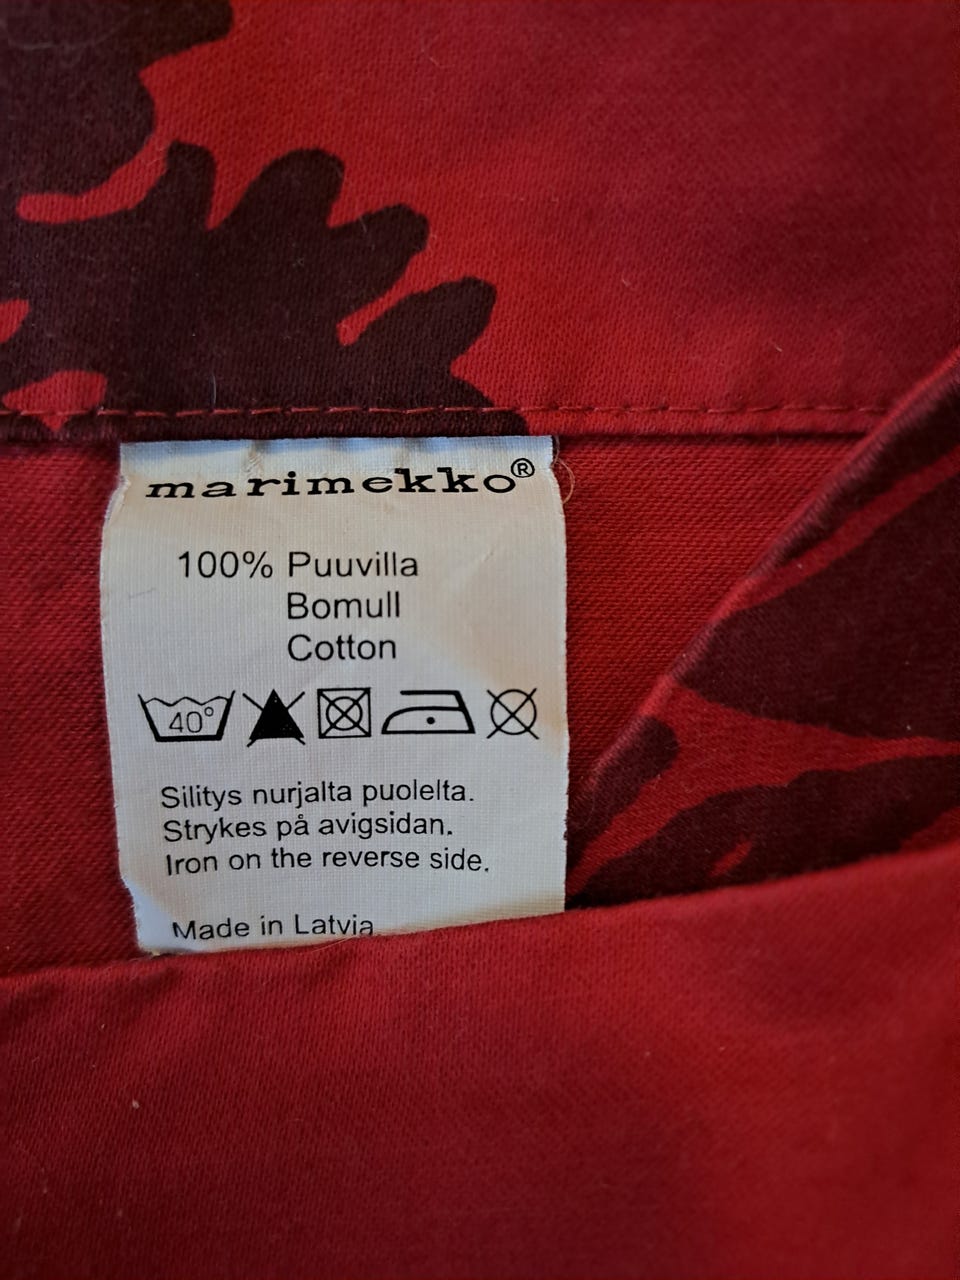 marimekko®
100% Puuvilla
Bomull
Cotton
40°
Silitys nurjalta puolelta.
Strykes på avigsidan.
Iron on the reverse side.
Made in Latvia